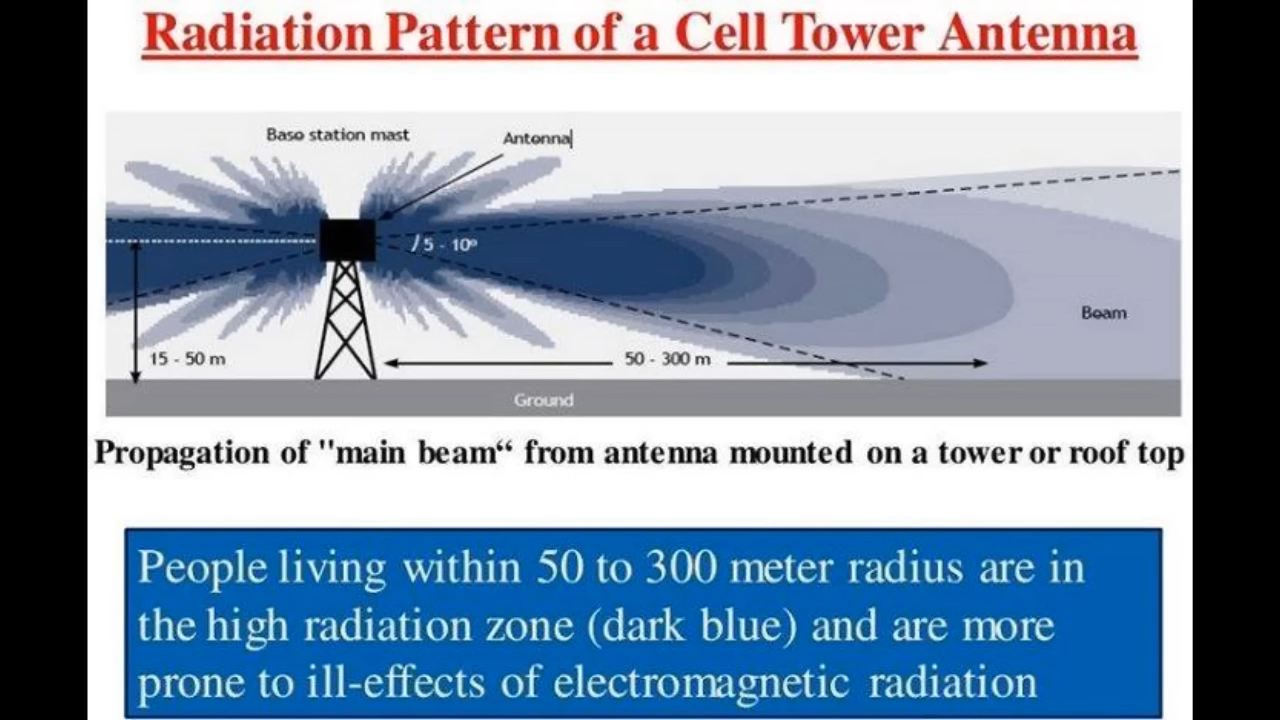 Radiation Pattern of a Cell Tower Antenna
Base station mast
Antenna
5 - 10º
15 - 50 m
50 - 300 m
Beam
Ground
Propagation of "main beam“ from antenna mounted on a tower or roof top
People living within 50 to 300 meter radius are in
the high radiation zone (dark blue) and are more
prone to ill-effects of electromagnetic radiation